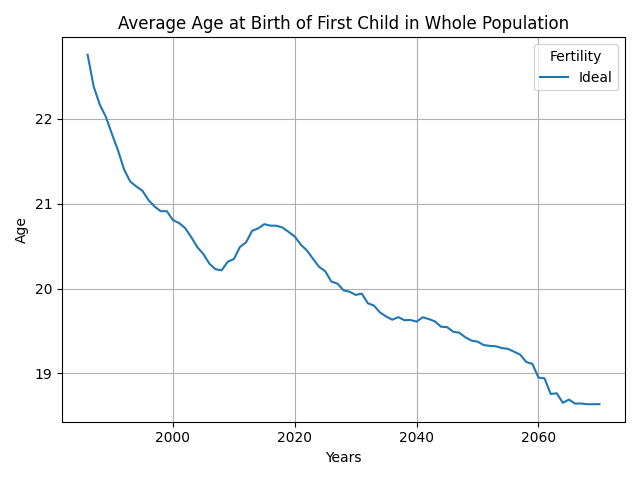 Average Age at Birth of First Child in Whole Population
Fertility
Ideal
Age
22
21
20
19
2000 2020 2040 2060
Years